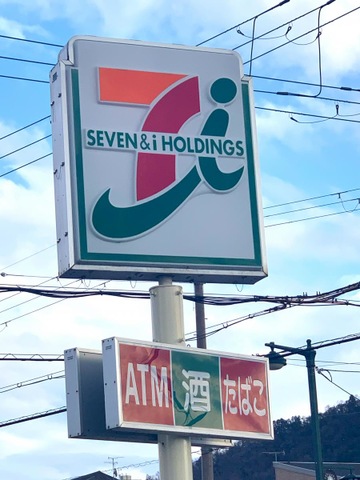 SEVEN&i HOLDINGS
ATM 酒 たばこ